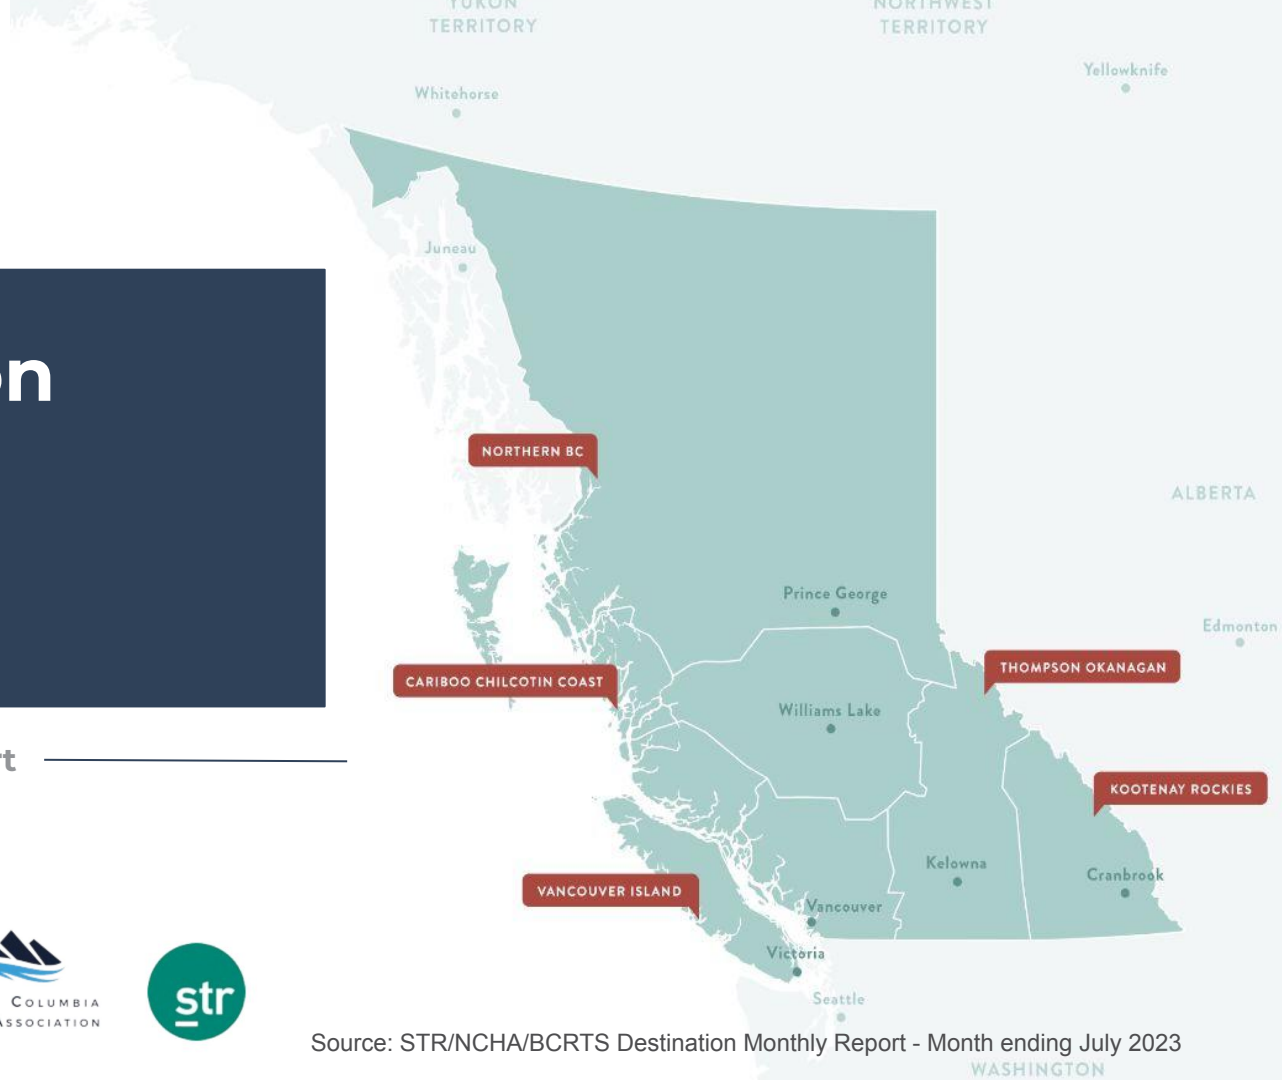 YUKON
TERRITORY
NORTHWEST
TERRITORY
Yellowknife
Whitehorse
Juneau
on
NORTHERN BC
ALBERTA
Prince George
Edmonton
THOMPSON OKANAGAN
CARIBOO CHILCOTIN COAST
Williams Lake
rt
KOOTENAY ROCKIES
Kelowna
Cranbrook
VANCOUVER ISLAND
Vancouver
Victoria
COLUMBIA
ASSOCIATION
str
Seattle
Source: STR/NCHA/BCRTS Destination Monthly Report - Month ending July 2023
WASHINGTON